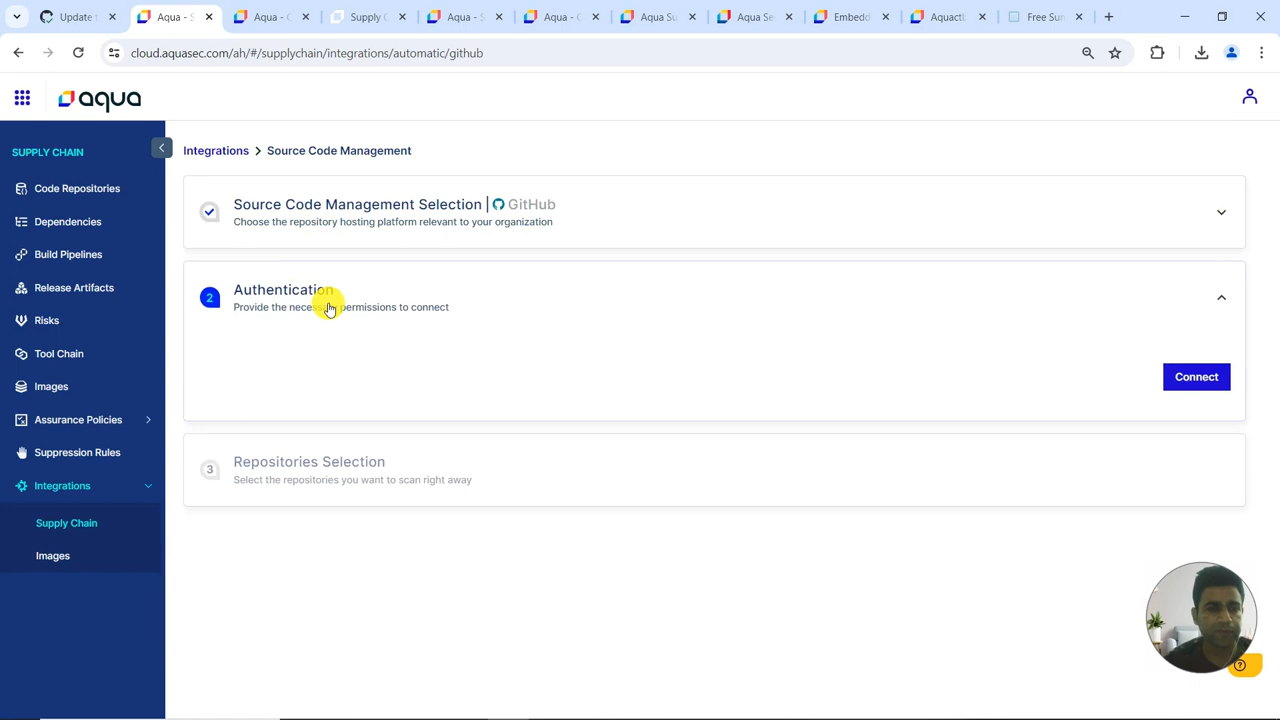 Update
Aqua - S
Aqua - C
Supply C
Aqua - S
Aqua
Aqua Su
Aqua Se
Embedd
Aquactl
Free Sun
cloud.aquasec.com/ah/#/supplychain/integrations/automatic/github
aqua
SUPPLY CHAIN
Code Repositories
Dependencies
Build Pipelines
Release Artifacts
Risks
Tool Chain
Images
Assurance Policies
Suppression Rules
Integrations
Supply Chain
Images
Integrations > Source Code Management
Source Code Management Selection | GitHub
Choose the repository hosting platform relevant to your organization
2
Authentication
Provide the necessary permissions to connect
Connect
3
Repositories Selection
Select the repositories you want to scan right away